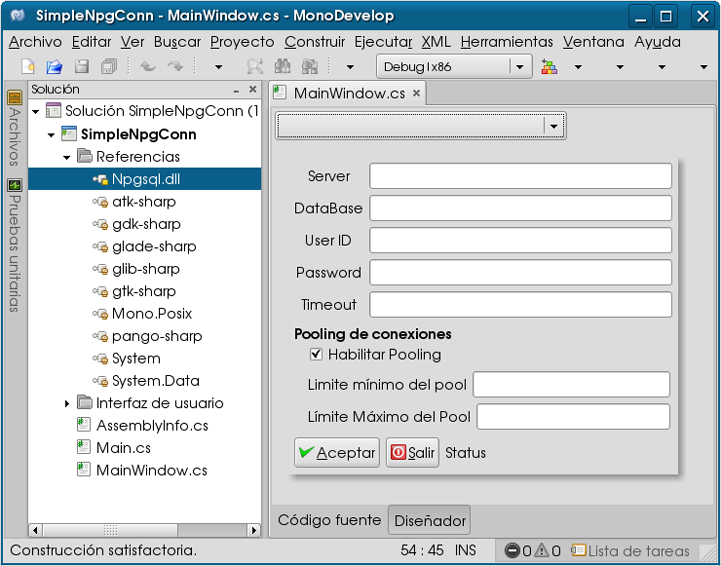 SimpleNpgConn - MainWindow.cs - MonoDevelop
Archivo Editar Ver Buscar Proyecto Construir Ejecutar XML Herramientas Ventana Ayuda
Debug|x86
Solución
MainWindow.cs
Archivos
Pruebas unitarias
Solución SimpleNpgConn (1
SimpleNpgConn
Referencias
Npgsql.dll
atk-sharp
gdk-sharp
glade-sharp
glib-sharp
gtk-sharp
Mono.Posix
pango-sharp
System
System.Data
Interfaz de usuario
AssemblyInfo.cs
Main.cs
MainWindow.cs
Server
DataBase
User ID
Password
Timeout
Pooling de conexiones
Habilitar Pooling
Limite mínimo del pool
Límite Máximo del Pool
Aceptar Salir Status
Código fuente Diseñador
Construcción satisfactoria. 54 : 45 INS 0 0 Lista de tareas